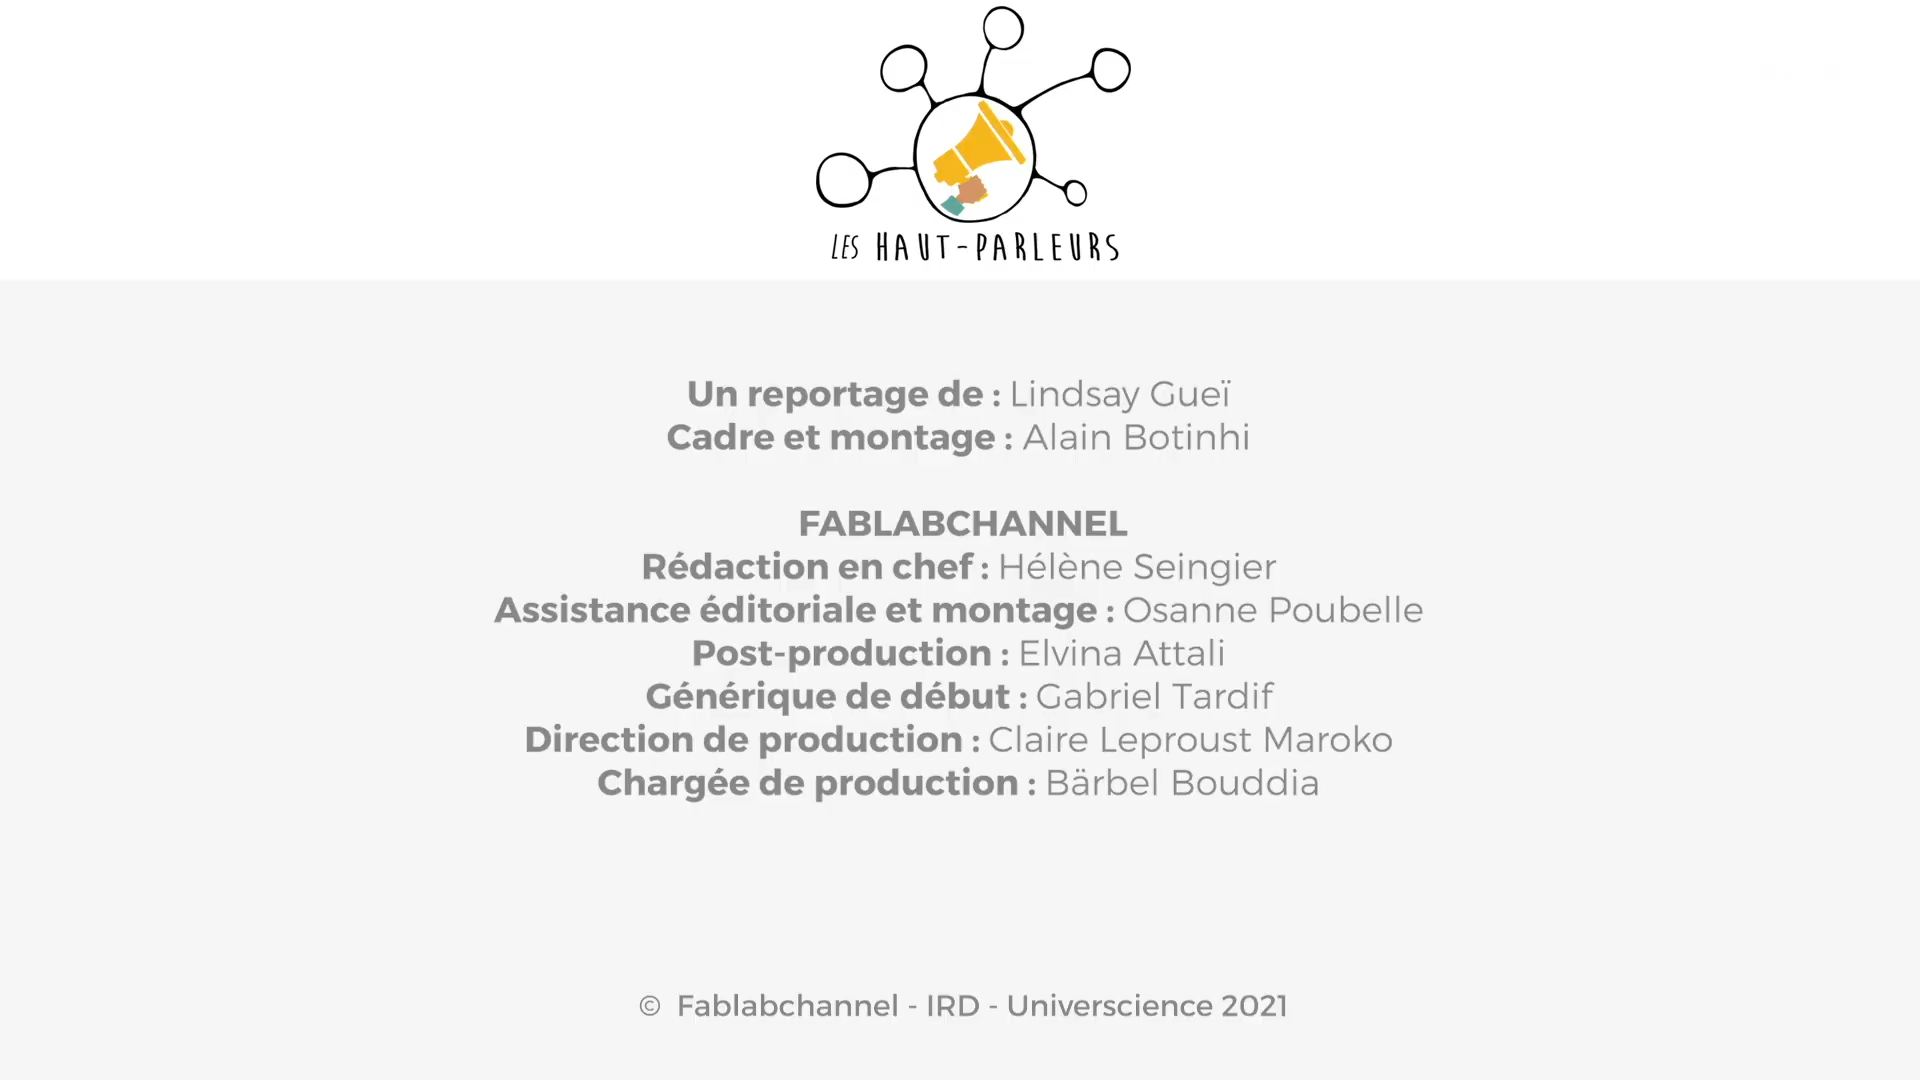 LES HAUT-PARLEURS
Un reportage de : Lindsay Gueï
Cadre et montage : Alain Botinhi
FABLABCHANNEL
Rédaction en chef : Hélène Seingier
Assistance éditoriale et montage : Osanne Poubelle
Post-production : Elvina Attali
Générique de début : Gabriel Tardif
Direction de production : Claire Leproust Maroko
Chargée de production : Bärbel Bouddia
© Fablabchannel - IRD - Universcience 2021